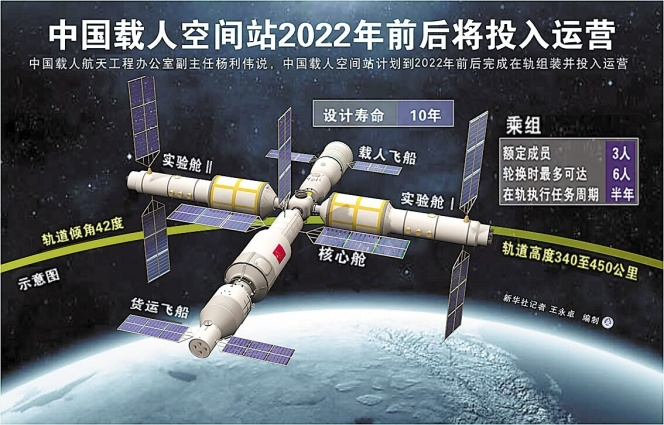 中国载人空间站2022年前后将投入运营
中国载人航天工程办公室副主任杨利伟说，中国载人空间站计划到2022年前后完成在轨组装并投入运营
设计寿命 10年
乘组
额定成员 3人
轮换时最多可达 6人
在轨执行任务周期 半年
载人飞船
实验舱Ⅱ
实验舱Ⅰ
轨道倾角42度
核心舱
轨道高度340至450公里
示意图
货运飞船
新华社记者 王永卓 编制